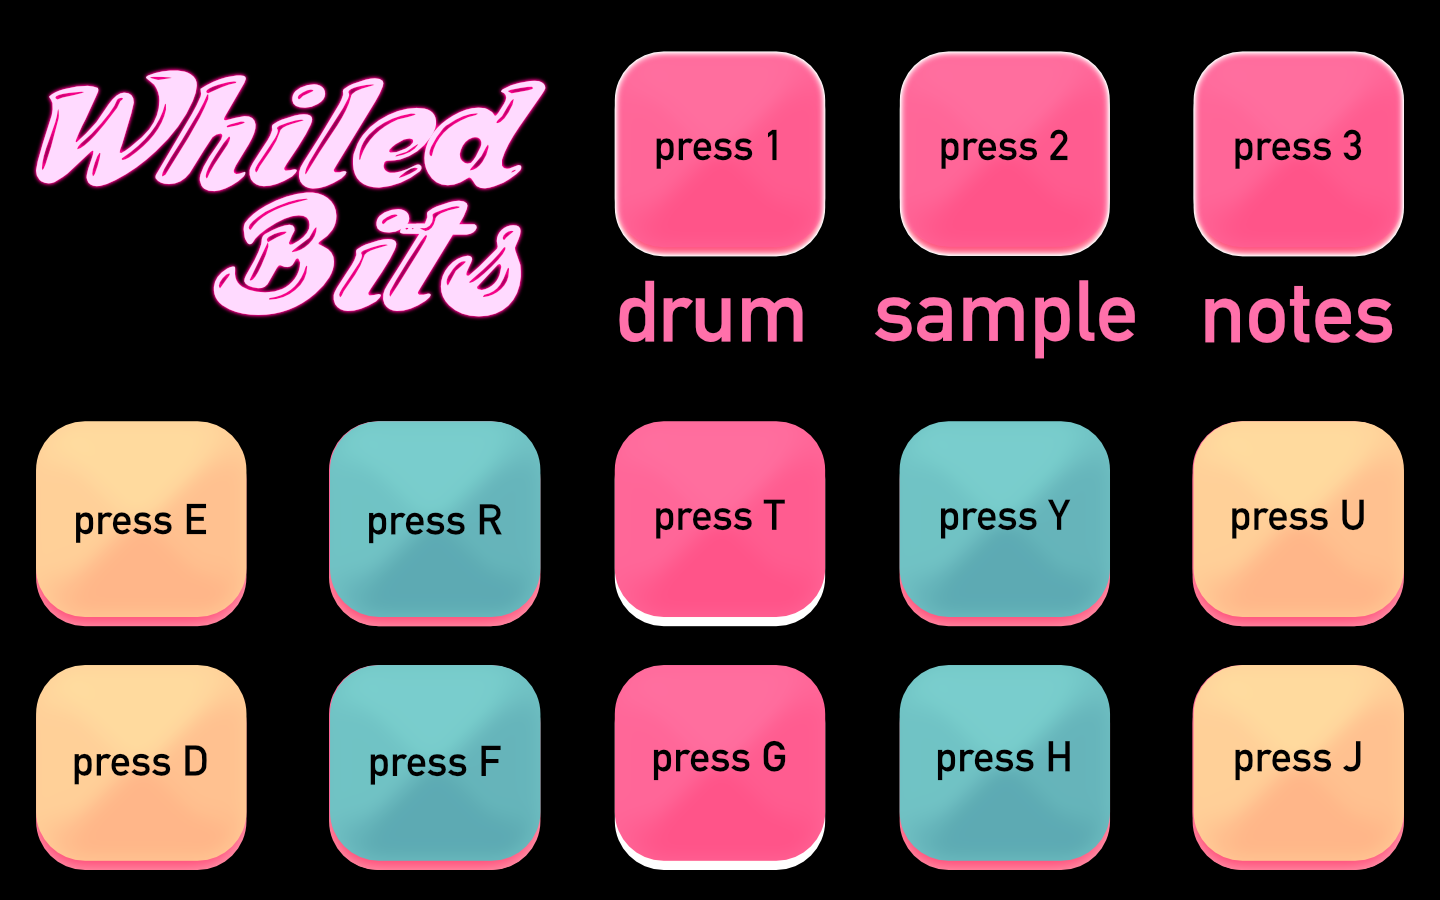 Whiled
Bits
press 1
press 2
press 3
drum
sample
notes
press E
press R
press T
press Y
press U
press D
press F
press G
press H
press J